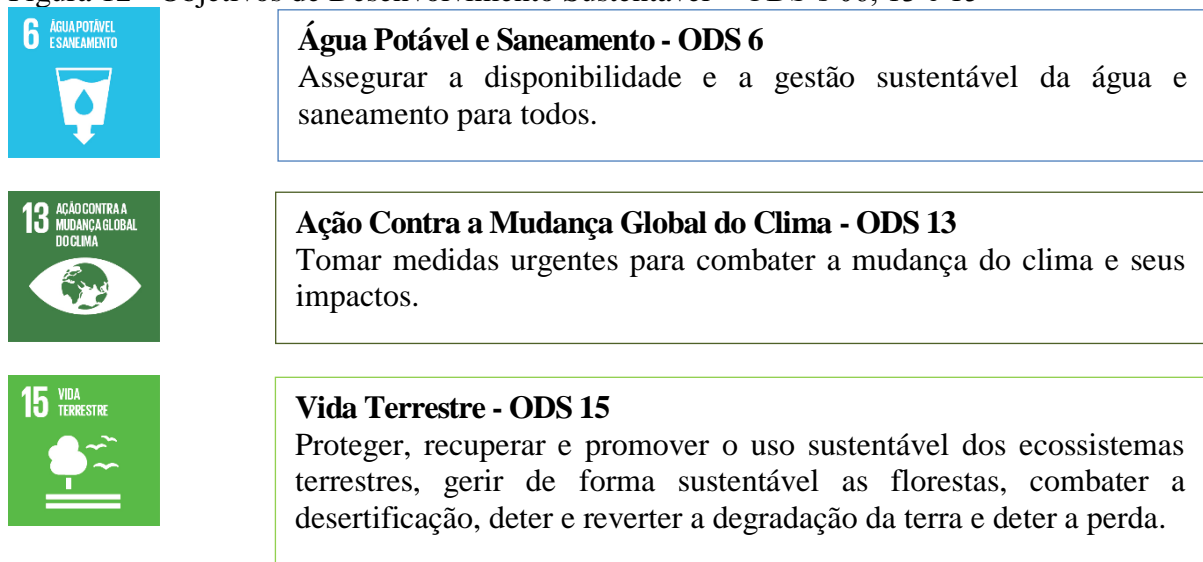 6 ÁGUA POTÁVEL
E SANEAMENTO
Água Potável e Saneamento - ODS 6
Assegurar a disponibilidade e a gestão sustentável da água e
saneamento para todos.
13 AÇÃO CONTRA A
MUDANÇA GLOBAL
DO CLIMA
Ação Contra a Mudança Global do Clima - ODS 13
Tomar medidas urgentes para combater a mudança do clima e seus
impactos.
15 VIDA
TERRESTRE
Vida Terrestre - ODS 15
Proteger, recuperar e promover o uso sustentável dos ecossistemas
terrestres, gerir de forma sustentável as florestas, combater a
desertificação, deter e reverter a degradação da terra e deter a perda.